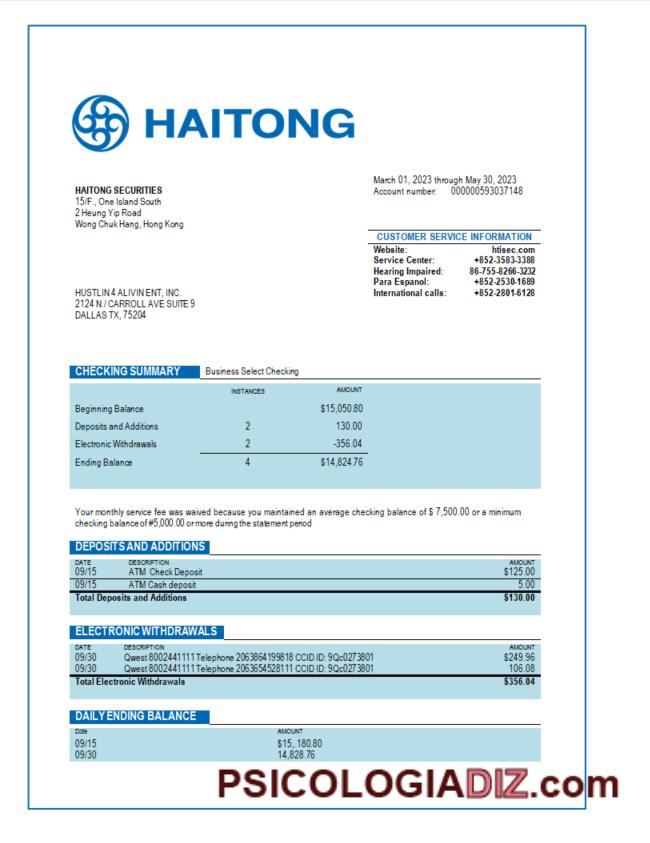 HAITONG
March 01, 2023 through May 30, 2023
Account number: 000000593037148
HAITONG SECURITIES
15/F., One Island South
2 Heung Yip Road
Wong Chuk Hang, Hong Kong
CUSTOMER SERVICE INFORMATION
Website: htisec.com
Service Center: +852-3583-3388
Hearing Impaired: 86-755-8266-3232
Para Espanol: +852-2530-1689
International calls: +852-2801-6128
HUSTLIN 4 ALIVIN ENT, INC.
2124 N./ CARROLL AVE SUITE 9
DALLAS TX, 75204
CHECKING SUMMARY Business Select Checking
INSTANCES AMOUNT
Beginning Balance $15,050.80
Deposits and Additions 2 130.00
Electronic Withdrawals 2 -356.04
Ending Balance 4 $14,824.76
Your monthly service fee was waived because you maintained an average checking balance of $ 7,500.00 or a minimum
checking balance of #5,000.00 or more during the statement period
DEPOSITS AND ADDITIONS
DATE DESCRIPTION AMOUNT
09/15 ATM Check Deposit $125.00
09/15 ATM Cash deposit 5.00
Total Deposits and Additions $130.00
ELECTRONIC WITHDRAWALS
DATE DESCRIPTION AMOUNT
09/30 Qwest 8002441111 Telephone 2063864199818 CCID ID: 9Qc0273801 $249.96
09/30 Qwest 8002441111 Telephone 2063654528111 CCID ID: 9Qc0273801 106.08
Total Electronic Withdrawals $356.04
DAILY ENDING BALANCE
Date AMOUNT
09/15 $15,.180.80
09/30 14,828.76
PSICOLOGIADIZ.com